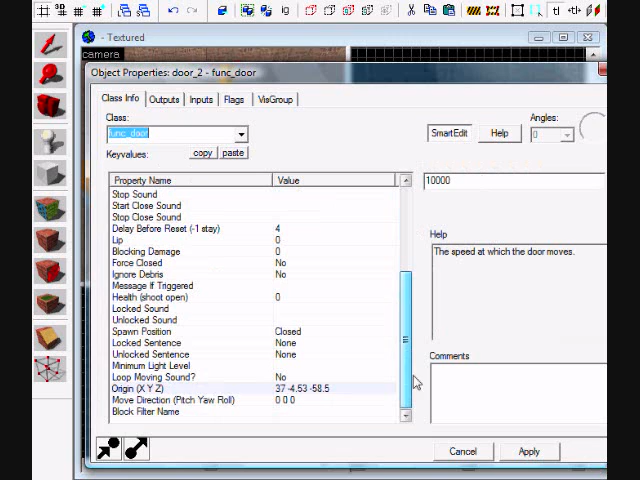 3D
ig
tl
tl+
- Textured
camera
Object Properties: door_2 - func_door
Class Info Outputs Inputs Flags VisGroup
Class:
func_door
SmartEdit Help
Angles:
0
Keyvalues: copy paste
Property Name Value
10000
Stop Sound
Start Close Sound
Stop Close Sound
Delay Before Reset (-1 stay) 4
Lip 0
Blocking Damage 0
Force Closed No
Ignore Debris No
Message If Triggered
Health (shoot open) 0
Locked Sound
Unlocked Sound
Spawn Position Closed
Locked Sentence None
Unlocked Sentence None
Minimum Light Level
Loop Moving Sound? No
Origin (X Y Z) 37 -4.53 -58.5
Move Direction (Pitch Yaw Roll) 0 0 0
Block Filter Name
Help
The speed at which the door moves.
Comments
Cancel Apply